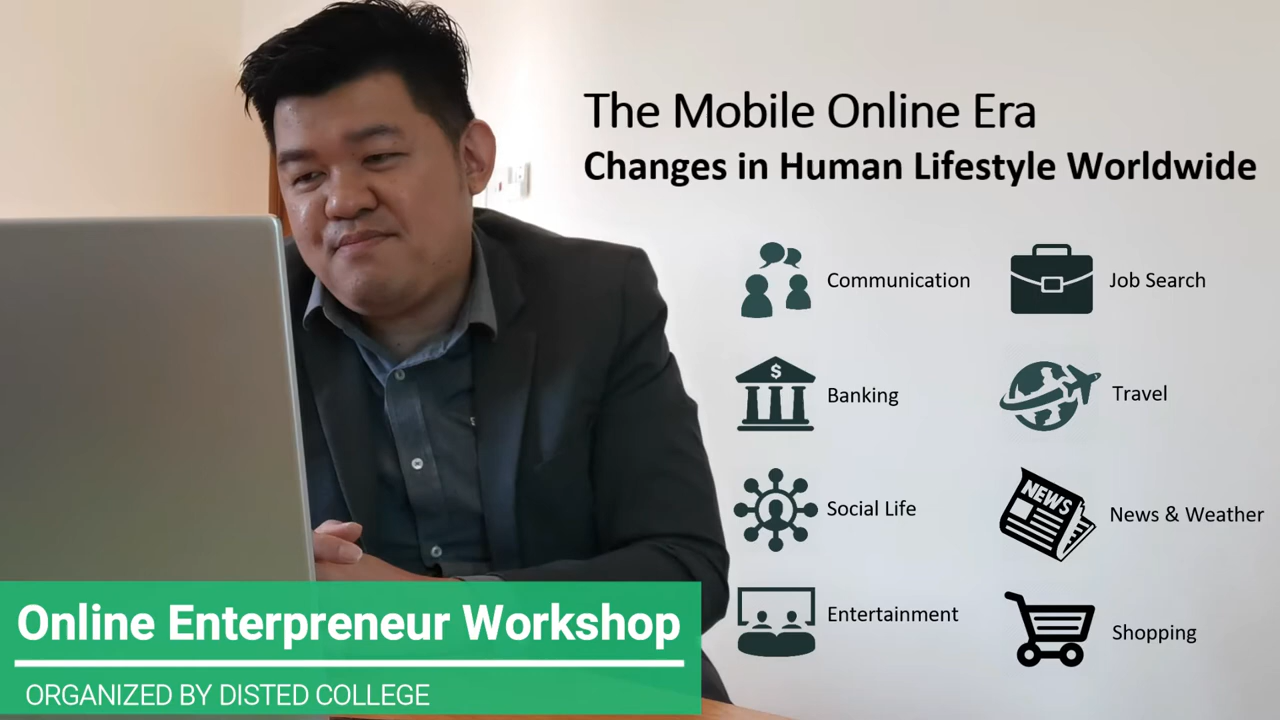 The Mobile Online Era
Changes in Human Lifestyle Worldwide
Communication
Job Search
$
Banking
Travel
Social Life
NEWS
News & Weather
Entertainment
Shopping
Online Enterpreneur Workshop
ORGANIZED BY DISTED COLLEGE